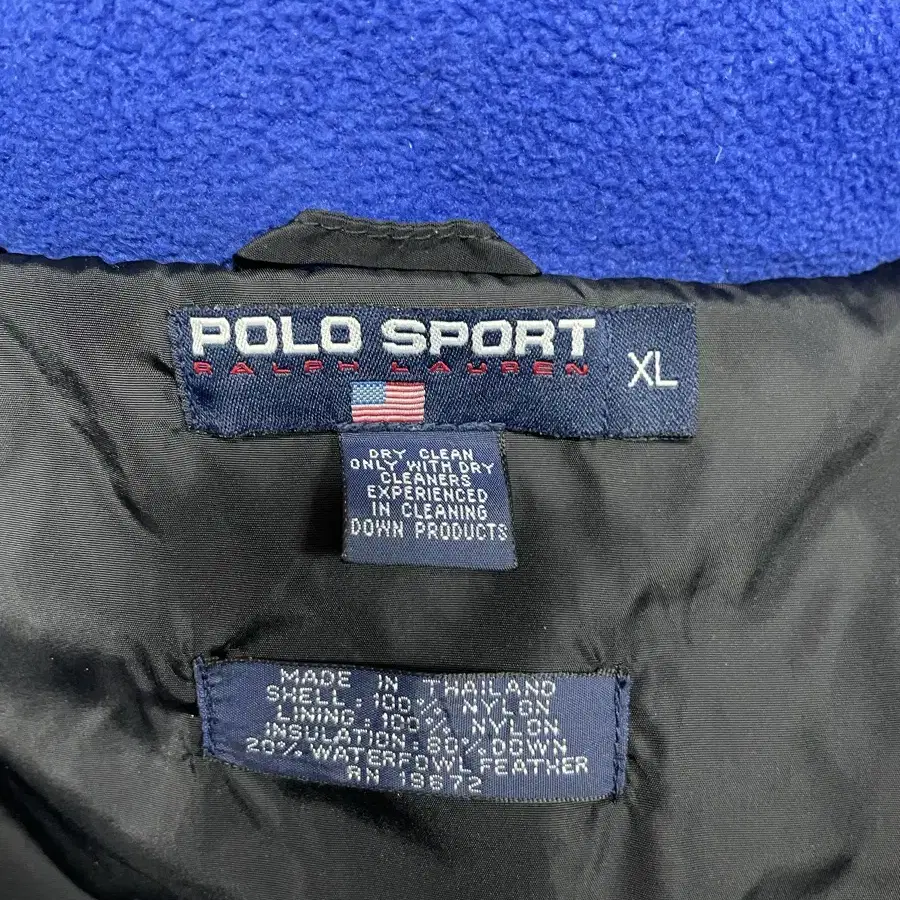 POLO SPORT
RALPH LAUREN
XL
DRY CLEAN
ONLY WITH DRY
CLEANERS
EXPERIENCED
IN CLEANING
DOWN PRODUCTS
MADE IN THAILAND
SHELL : 100% NYLON
LINING : 100% NYLON
INSULATION : 80% DOWN
20% WATERFOWL FEATHER
RN 19672